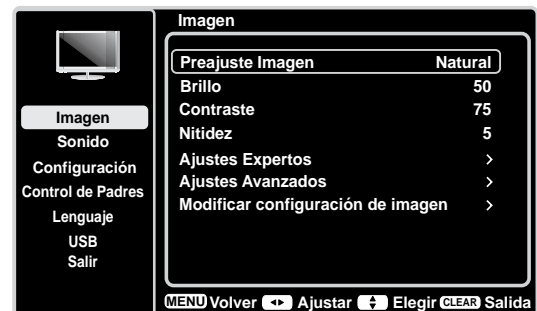 Imagen
Preajuste Imagen Natural
Brillo 50
Contraste 75
Nitidez 5
Ajustes Expertos >
Ajustes Avanzados >
Modificar configuración de imagen >
Imagen
Sonido
Configuración
Control de Padres
Lenguaje
USB
Salir
MENU Volver Ajustar Elegir CLEAR Salida